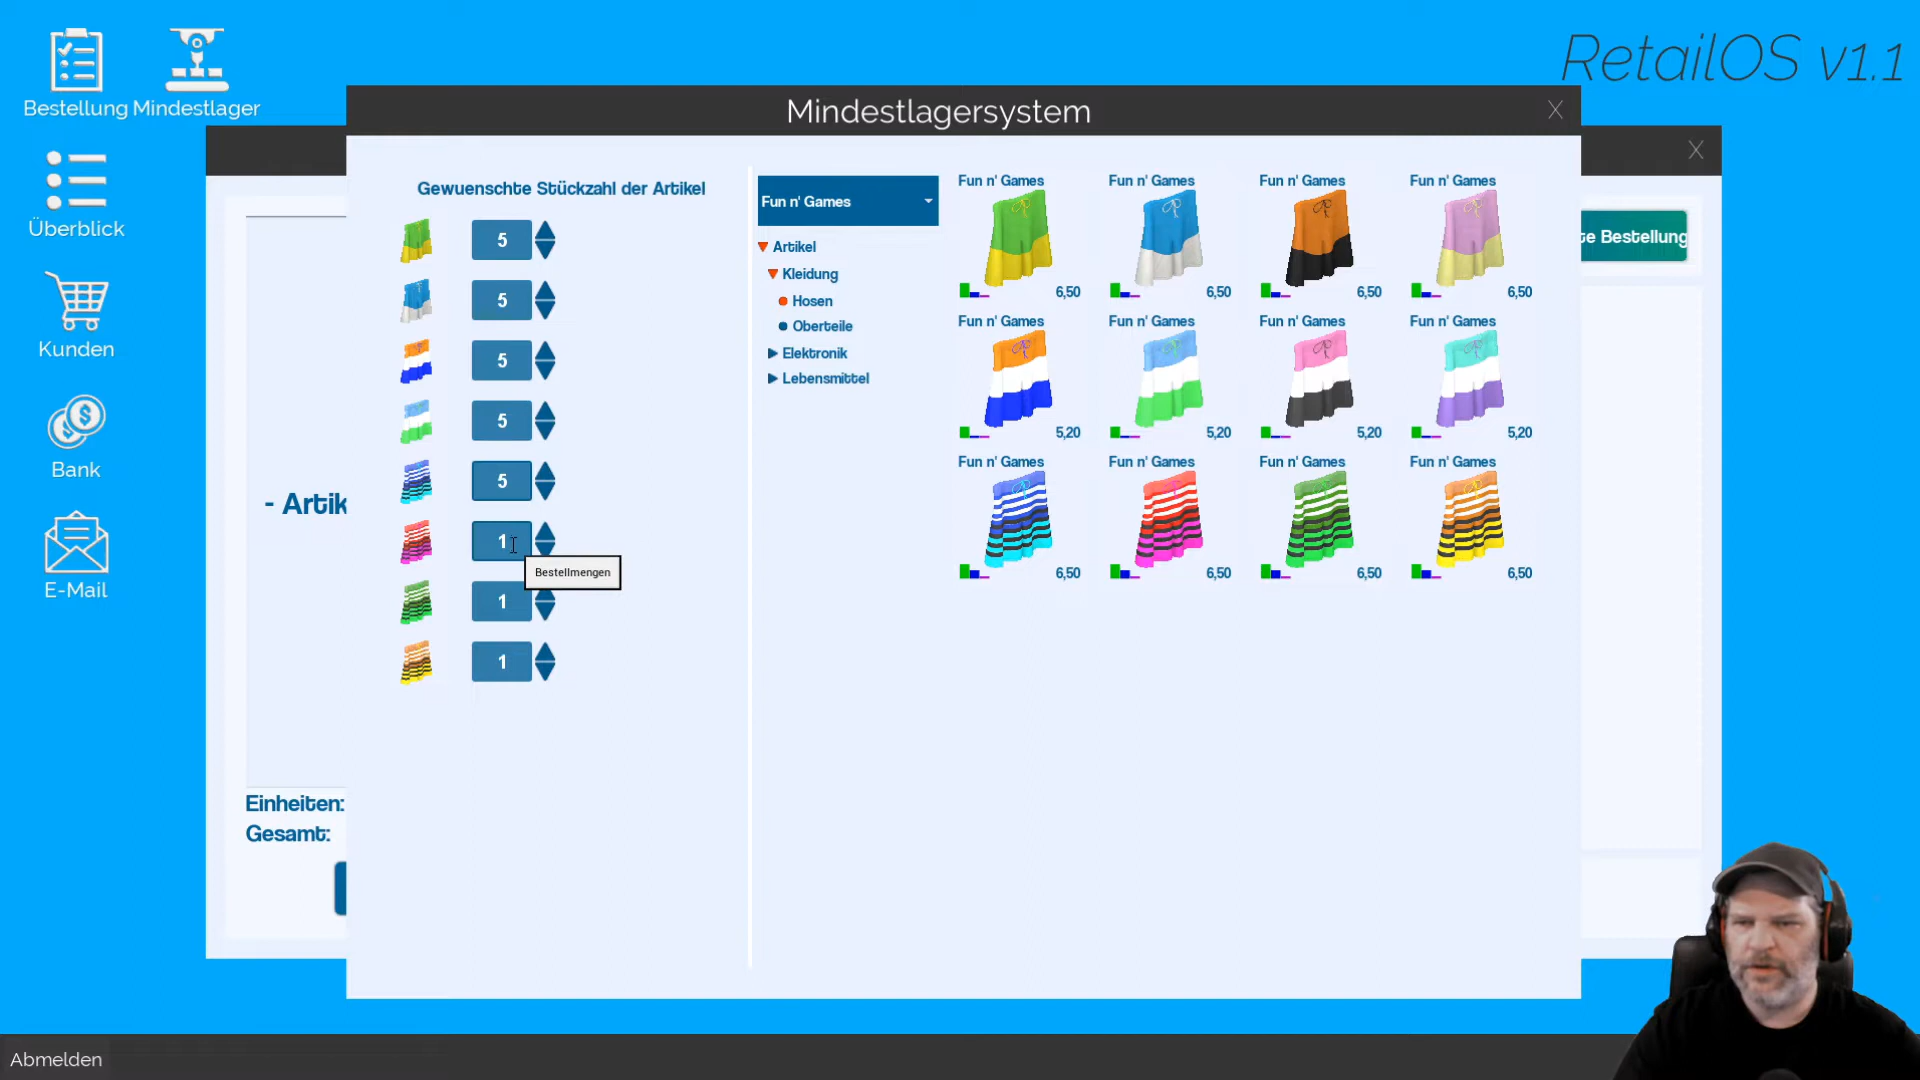 RetailOS v1.1
Bestellung
Mindestlager
Überblick
Kunden
Bank
E-Mail
Mindestlagersystem
X
X
Gewuenschte Stückzahl der Artikel
5
5
5
5
5
1
1
1
Bestellmengen
Fun n' Games
Artikel
Kleidung
Hosen
Oberteile
Elektronik
Lebensmittel
Fun n' Games
Fun n' Games
Fun n' Games
Fun n' Games
6,50
6,50
6,50
6,50
Fun n' Games
Fun n' Games
Fun n' Games
Fun n' Games
5,20
5,20
5,20
5,20
Fun n' Games
Fun n' Games
Fun n' Games
Fun n' Games
6,50
6,50
6,50
6,50
te Bestellung
- Artik
Einheiten:
Gesamt:
Abmelden